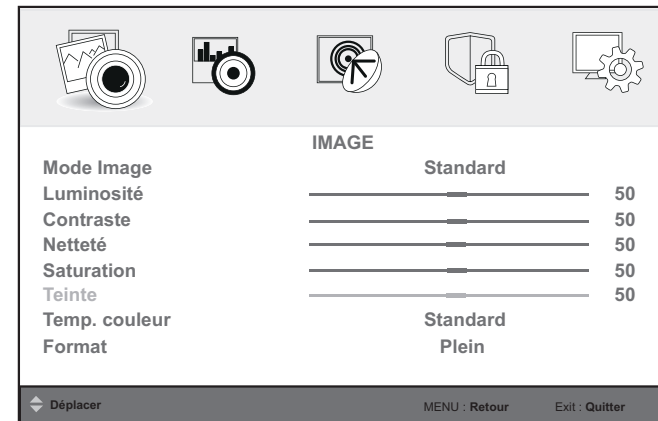 IMAGE
Mode Image Standard
Luminosité 50
Contraste 50
Netteté 50
Saturation 50
Teinte 50
Temp. couleur Standard
Format Plein
Déplacer MENU : Retour Exit : Quitter